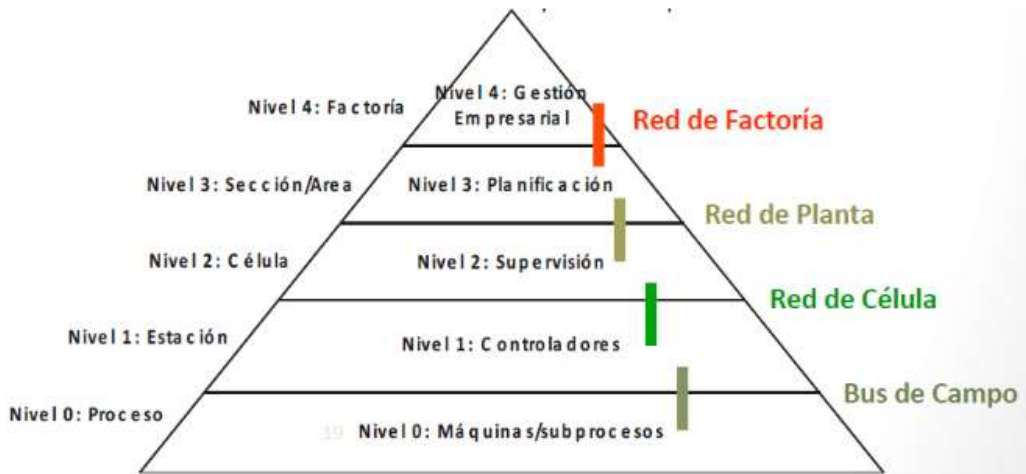 Nivel 4: Factoría
Nivel 4: Gestión
Empresarial
Red de Factoría
Nivel 3: Sección/Area
Nivel 3: Planificación
Red de Planta
Nivel 2: Célula
Nivel 2: Supervisión
Red de Célula
Nivel 1: Estación
Nivel 1: Controladores
Bus de Campo
Nivel 0: Proceso
19
Nivel 0: Máquinas/subprocesos